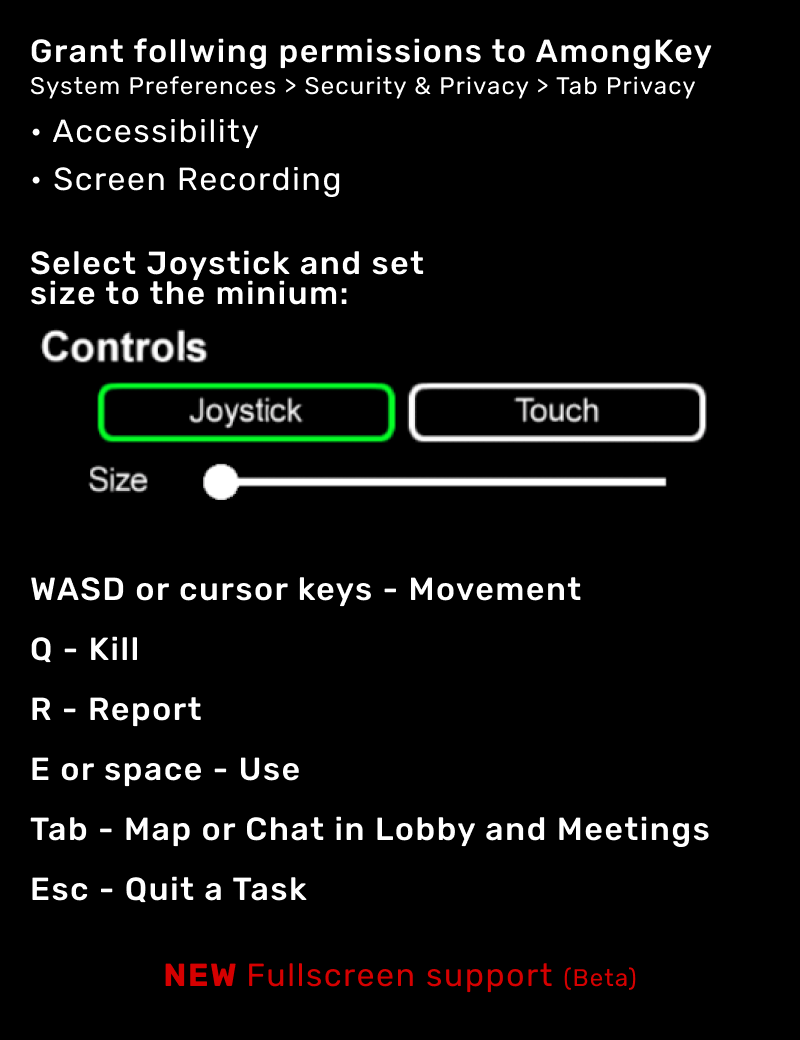 Grant follwing permissions to AmongKey
System Preferences > Security & Privacy > Tab Privacy
• Accessibility
• Screen Recording
Select Joystick and set
size to the minium:
Controls
Joystick Touch
Size
WASD or cursor keys - Movement
Q - Kill
R - Report
E or space - Use
Tab - Map or Chat in Lobby and Meetings
Esc - Quit a Task
NEW Fullscreen support (Beta)